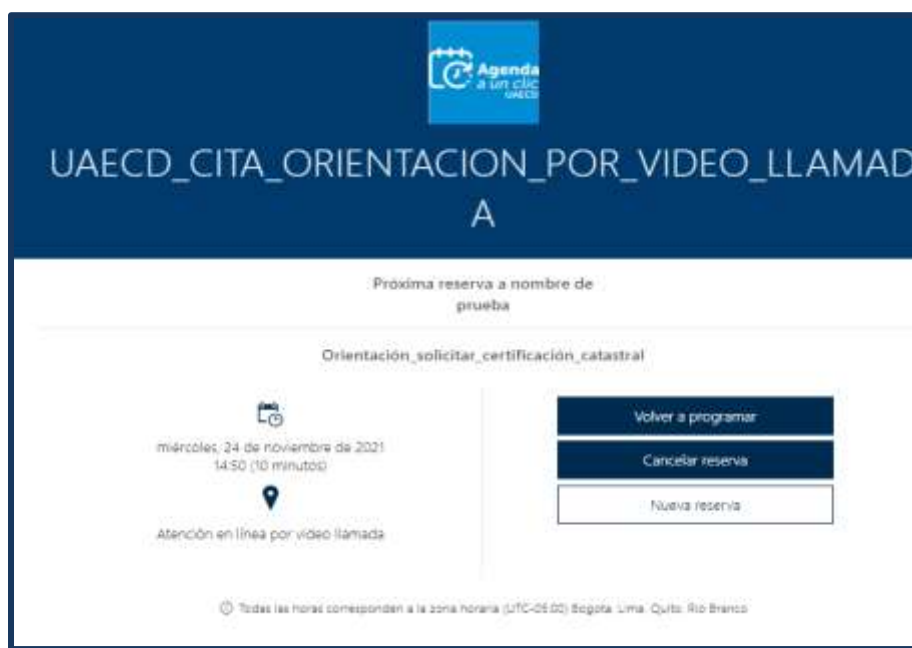 Agenda
a un clic
UAECD
UAECD_CITA_ORIENTACION_POR_VIDEO_LLAMAD
A
Próxima reserva a nombre de
prueba
Orientación_solicitar_certificación_catastral
miércoles, 24 de noviembre de 2021
14:50 (10 minutos)
Atención en línea por video llamada
Volver a programar
Cancelar reserva
Nueva reserva
Todas las horas corresponden a la zona horaria (UTC-05:00) Bogotá, Lima, Quito, Rio Branco